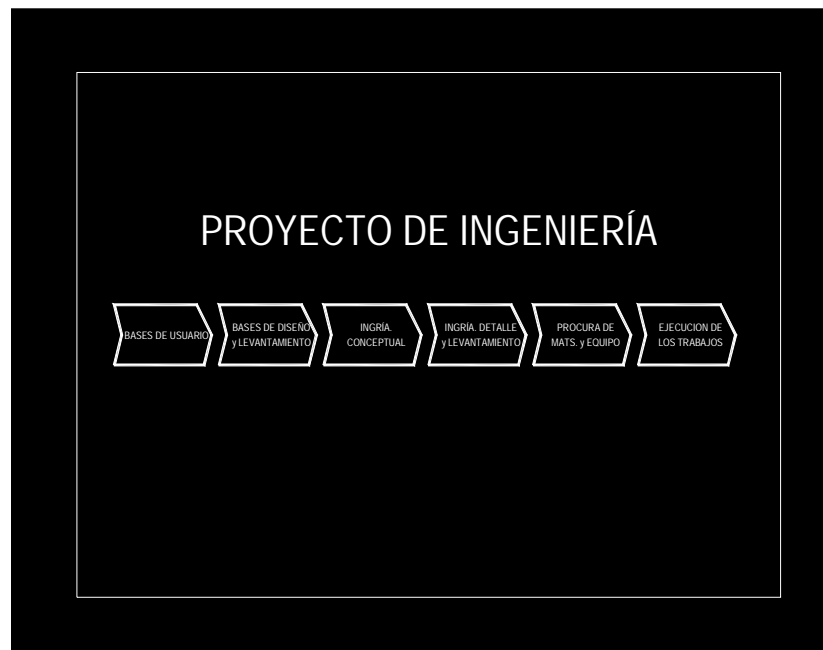 PROYECTO DE INGENIERÍA
BASES DE USUARIO
BASES DE DISEÑO
y LEVANTAMIENTO
INGRÍA.
CONCEPTUAL
INGRÍA. DETALLE
y LEVANTAMIENTO
PROCURA DE
MATS. y EQUIPO
EJECUCION DE
LOS TRABAJOS